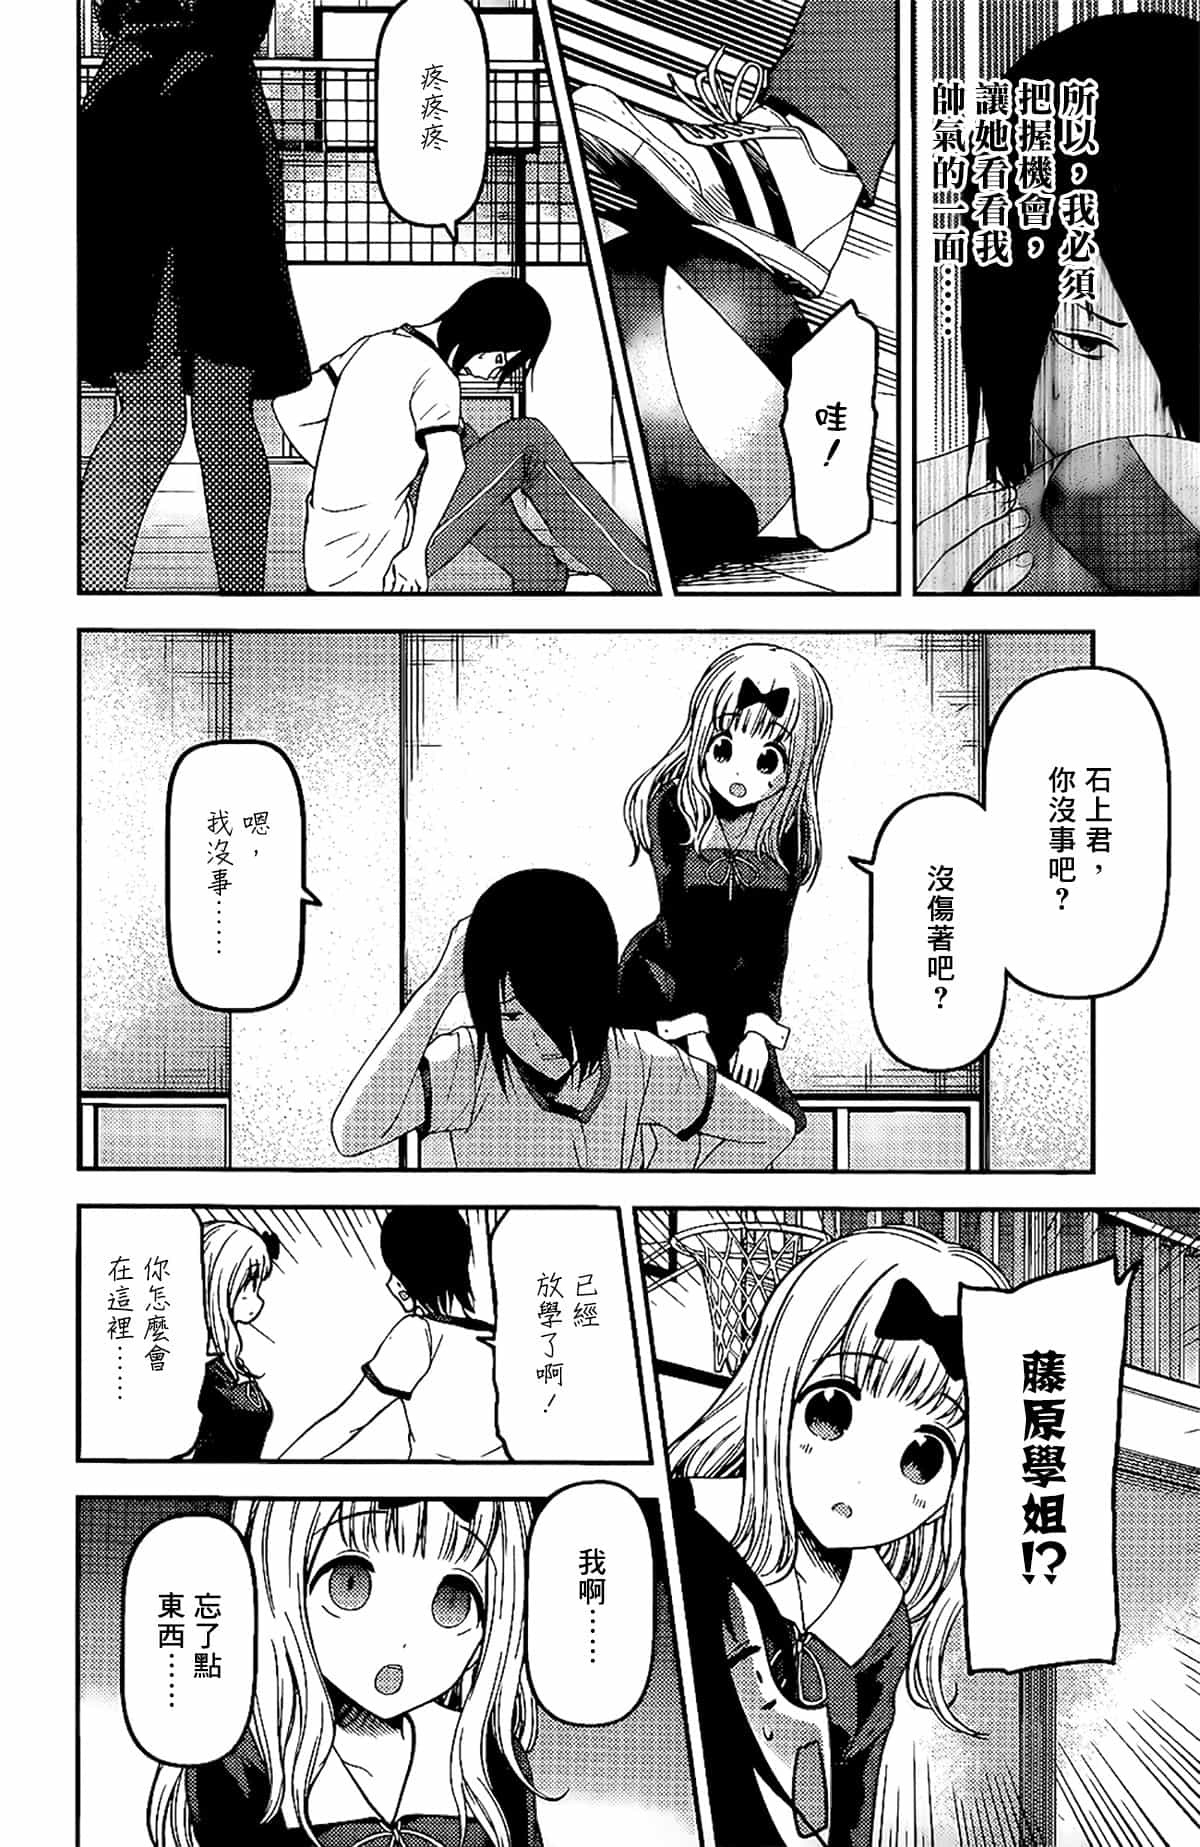 所以，我必須
把握機會，
讓她看看我
帥氣的一面……
哇！
疼疼疼
石上君，
你沒事吧？
沒傷著吧？
嗯，
我沒事……
藤原學姐!?
已經
放學了啊！
你怎麼會
在這裡……
我啊……
忘了點
東西……